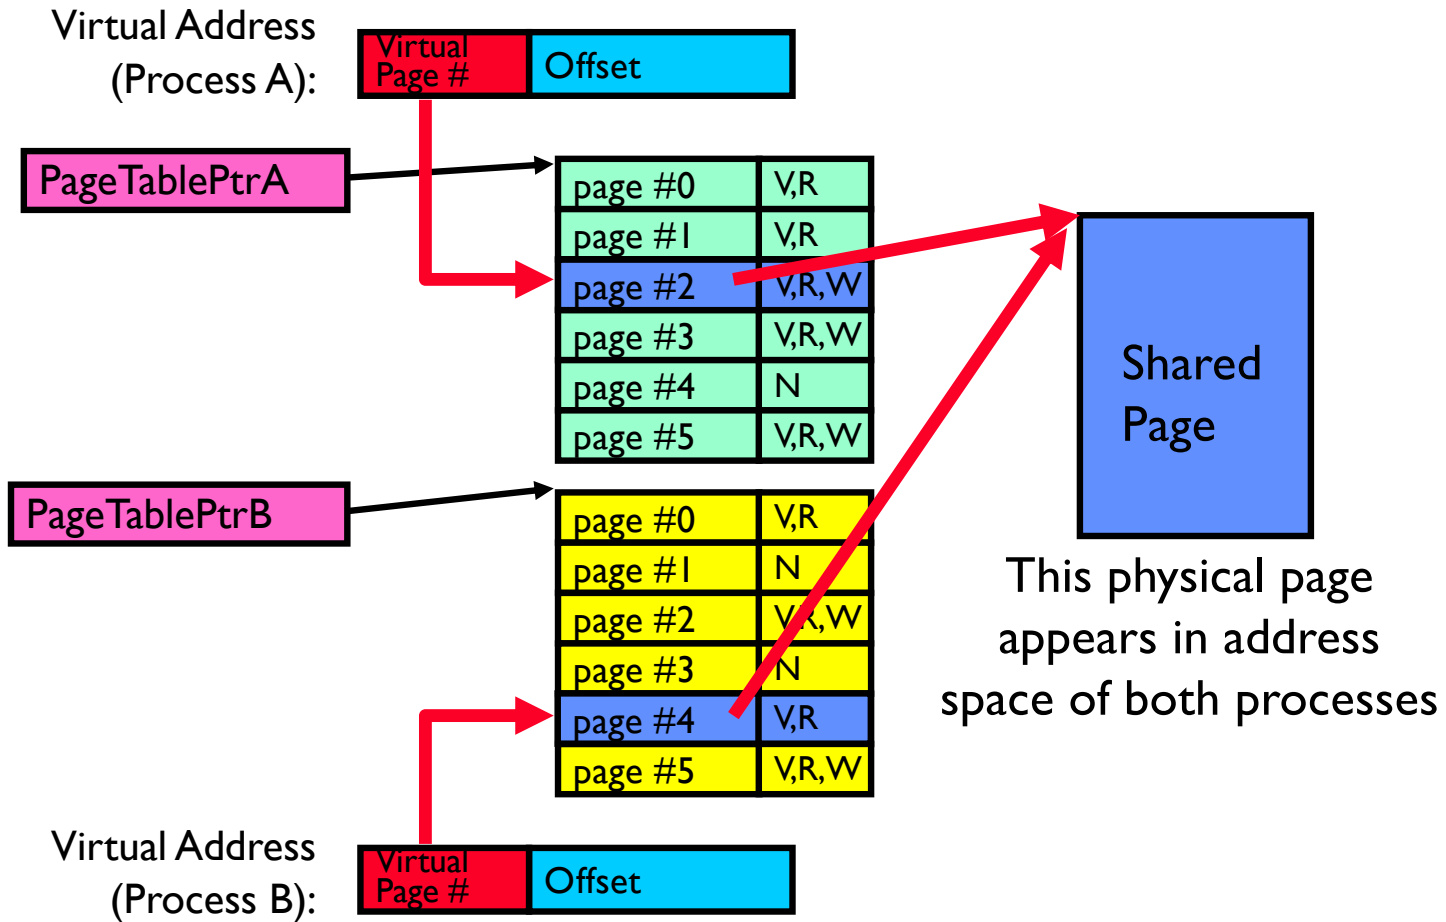 Virtual Address
(Process A):
Virtual
Page #
Offset
PageTablePtrA
page #0 V,R
page #1 V,R
page #2 V,R,W
page #3 V,R,W
page #4 N
page #5 V,R,W
Shared
Page
PageTablePtrB
page #0 V,R
page #1 N
page #2 V,R,W
page #3 N
page #4 V,R
page #5 V,R,W
This physical page
appears in address
space of both processes
Virtual Address
(Process B):
Virtual
Page #
Offset